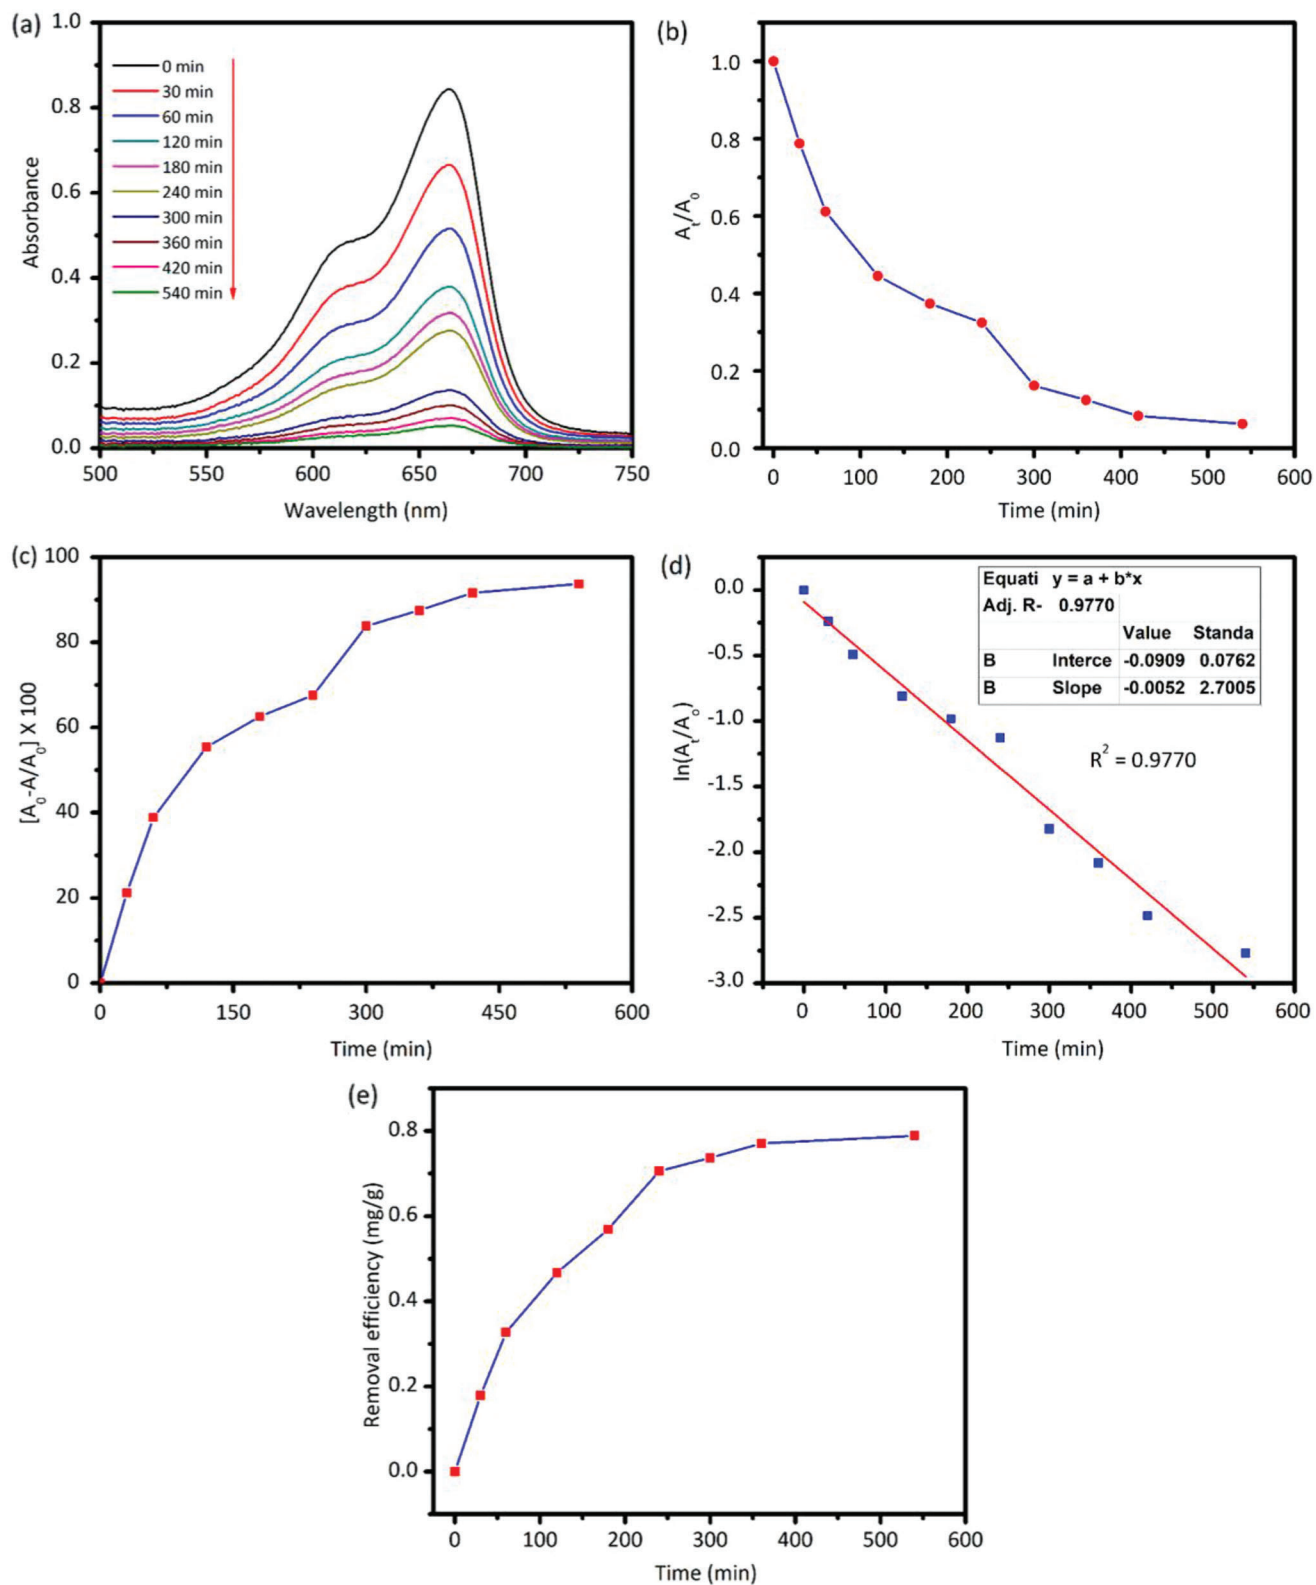 (a)
1.0
0.8
0.6
0.4
0.2
0.0
Absorbance
0 min
30 min
60 min
120 min
180 min
240 min
300 min
360 min
420 min
540 min
500 550 600 650 700 750
Wavelength (nm)
(b)
1.0
0.8
0.6
0.4
0.2
0.0
Aₜ/A₀
0 100 200 300 400 500 600
Time (min)
(c)
100
80
60
40
20
0
[A₀-A/A₀] X 100
0 150 300 450 600
Time (min)
(d)
0.0
-0.5
-1.0
-1.5
-2.0
-2.5
-3.0
ln(Aₜ/A₀)
Equati y = a + b*x
Adj. R- 0.9770
Value Standa
B Interce -0.0909 0.0762
B Slope -0.0052 2.7005
R² = 0.9770
0 100 200 300 400 500 600
Time (min)
(e)
0.8
0.6
0.4
0.2
0.0
Removal efficiency (mg/g)
0 100 200 300 400 500 600
Time (min)